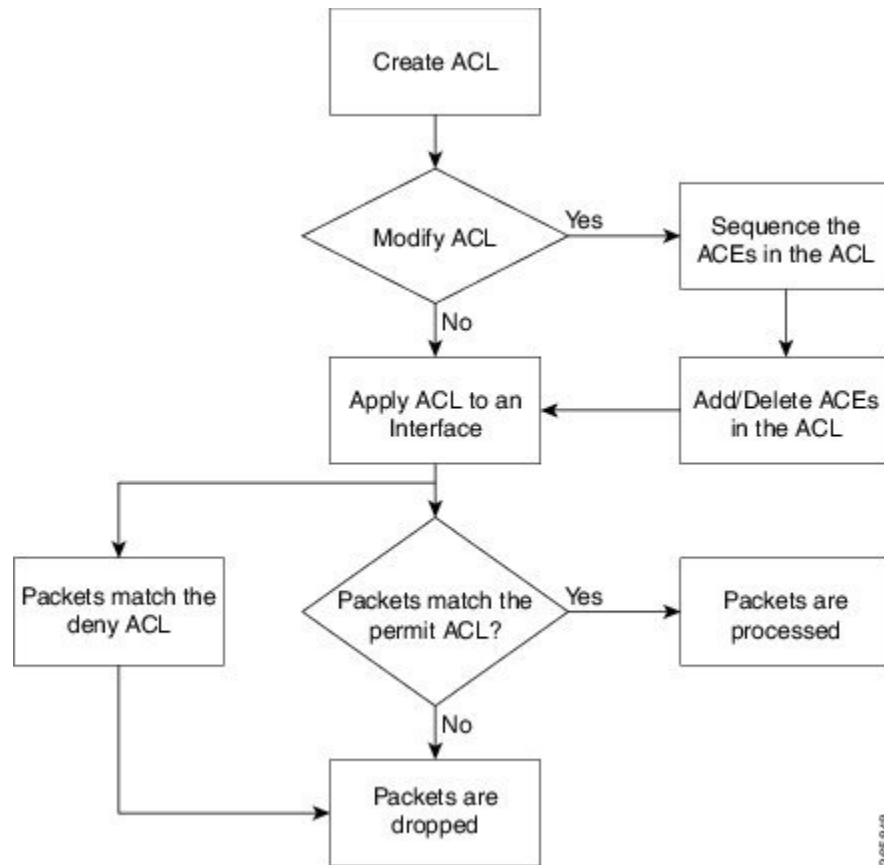 Create ACL
Modify ACL
Yes
Sequence the
ACEs in the ACL
No
Apply ACL to an
Interface
Add/Delete ACEs
in the ACL
Packets match the
deny ACL
Packets match the
permit ACL?
Yes
Packets are
processed
No
Packets are
dropped